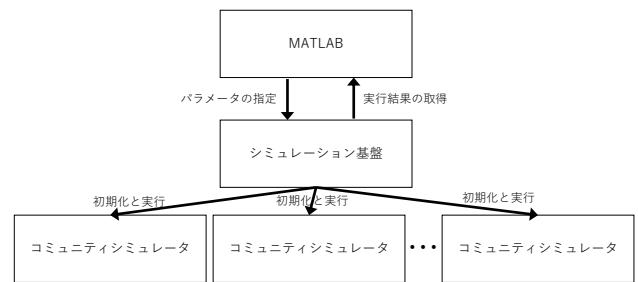 MATLAB
パラメータの指定
実行結果の取得
シミュレーション基盤
初期化と実行
初期化と実行
初期化と実行
コミュニティシミュレータ
コミュニティシミュレータ
•••
コミュニティシミュレータ